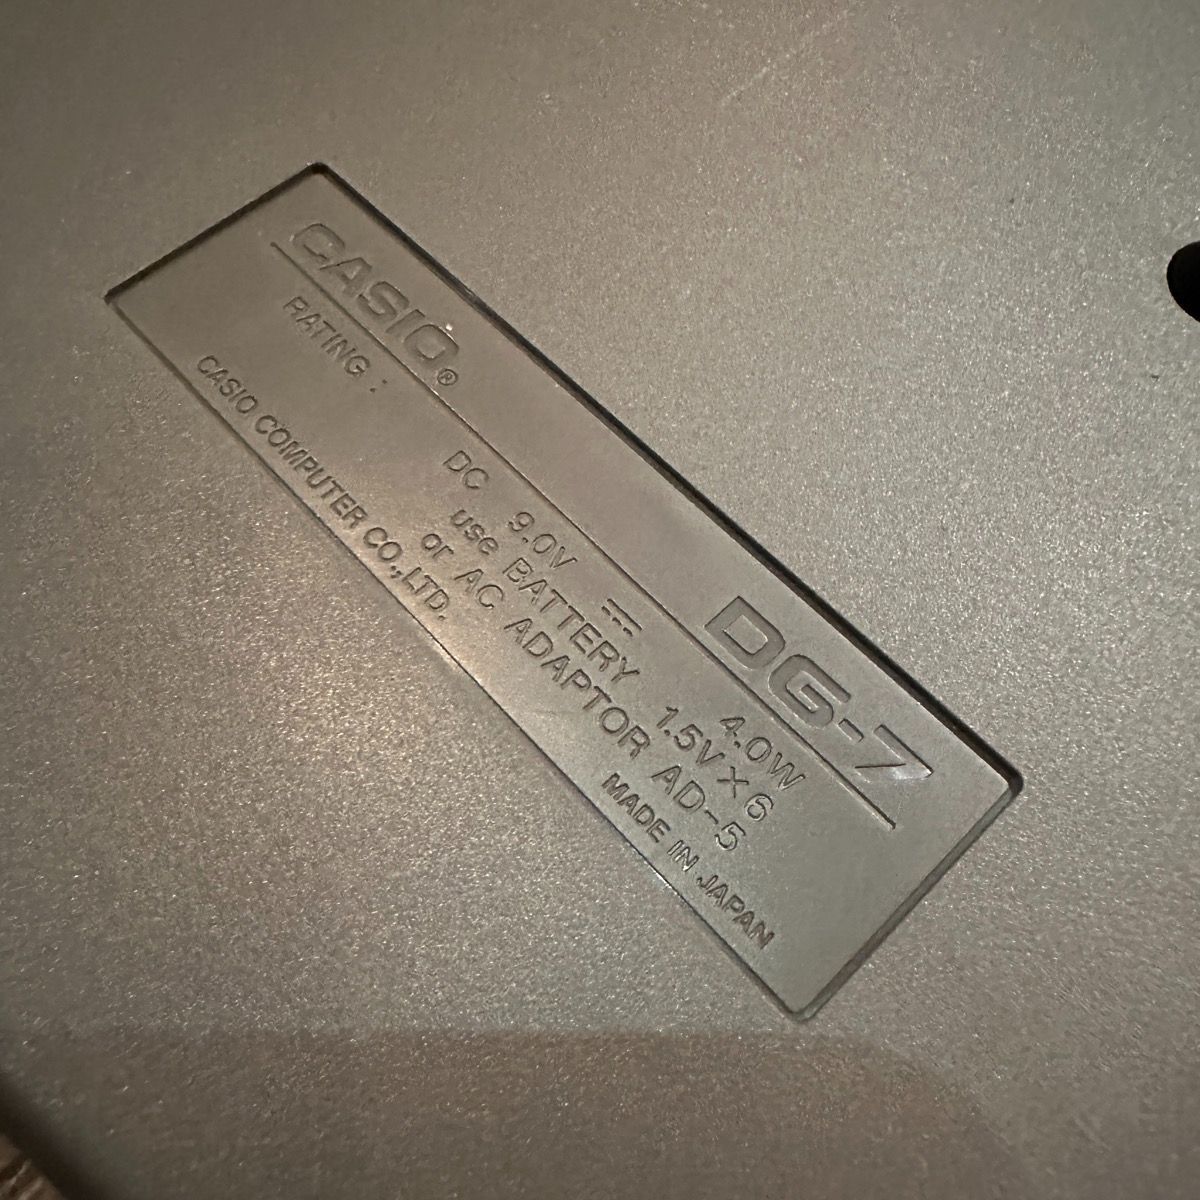 CASIO® DG-7
RATING : DC 9.0V ⎓ 4.0W
use BATTERY 1.5V×6
or AC ADAPTOR AD-5
CASIO COMPUTER CO.,LTD. MADE IN JAPAN